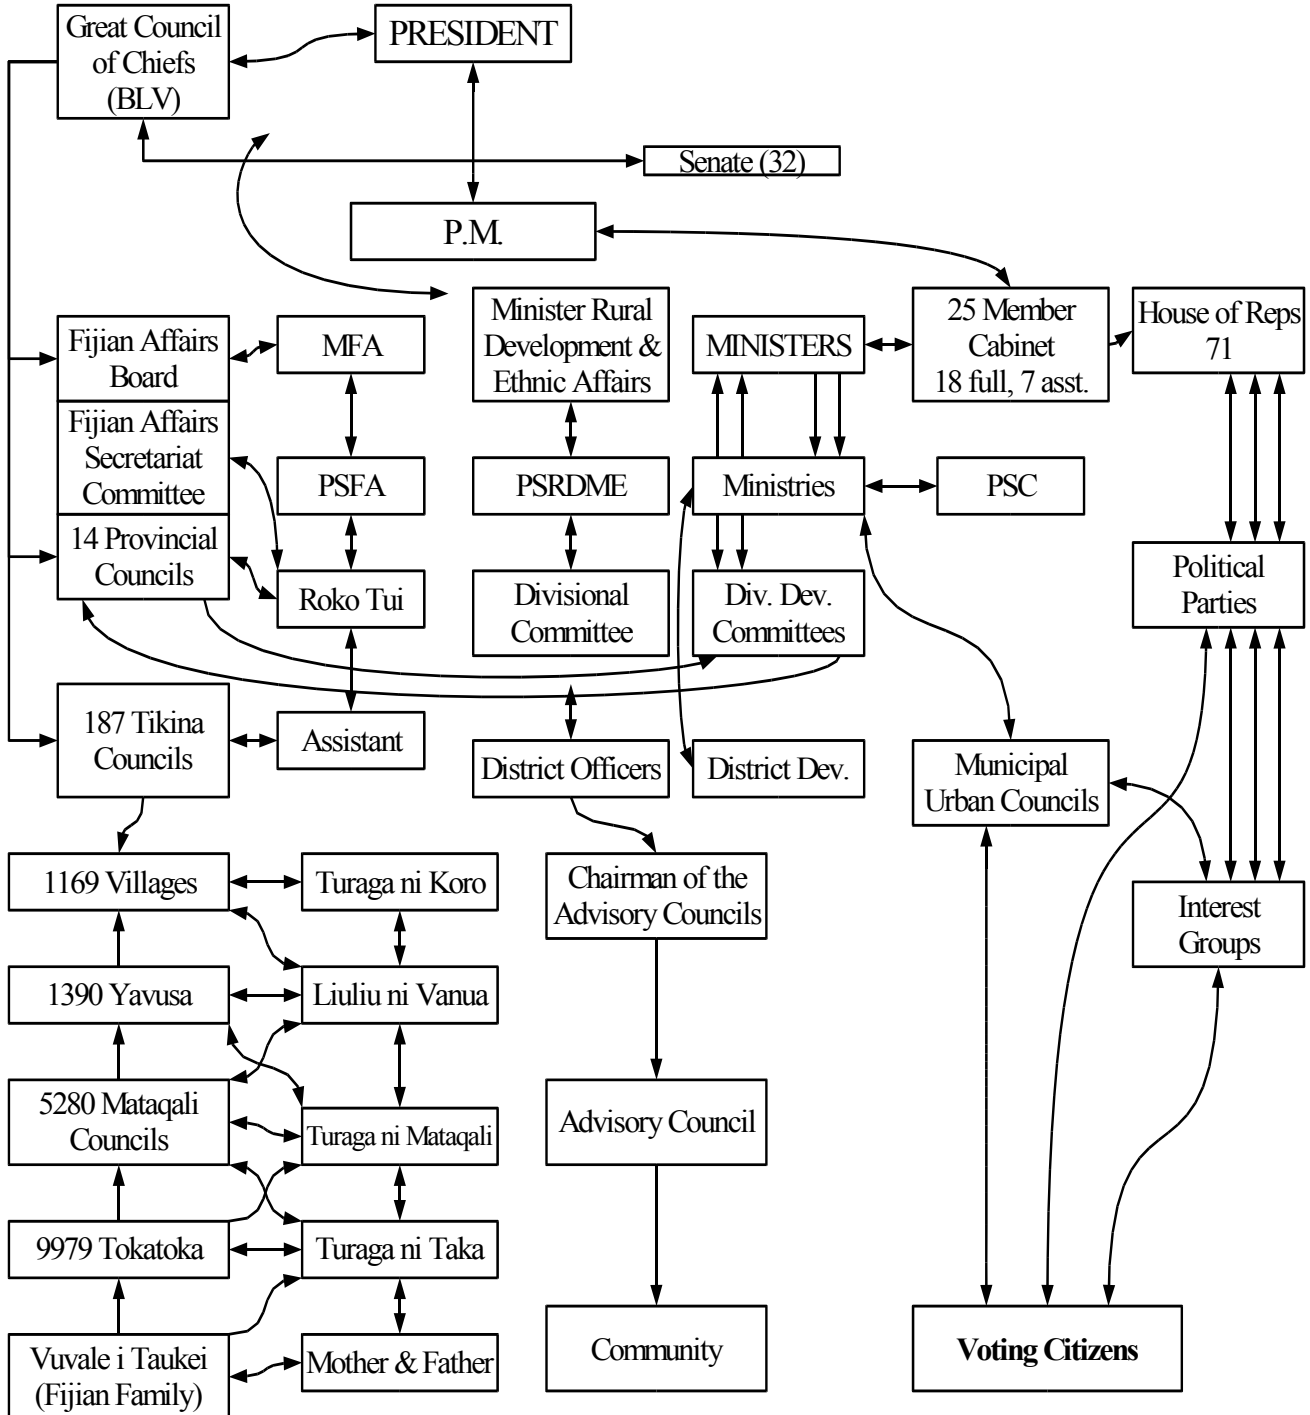 Great Council
of Chiefs
(BLV)
PRESIDENT
Senate (32)
P.M.
Fijian Affairs
Board
MFA
Minister Rural
Development &
Ethnic Affairs
MINISTERS
25 Member
Cabinet
18 full, 7 asst.
House of Reps
71
Fijian Affairs
Secretariat
Committee
PSFA
PSRDME
Ministries
PSC
14 Provincial
Councils
Roko Tui
Divisional
Committee
Div. Dev.
Committees
Political
Parties
187 Tikina
Councils
Assistant
District Officers
District Dev.
Municipal
Urban Councils
1169 Villages
Turaga ni Koro
Chairman of the
Advisory Councils
Interest
Groups
1390 Yavusa
Liuliu ni Vanua
5280 Mataqali
Councils
Turaga ni Mataqali
Advisory Council
9979 Tokatoka
Turaga ni Taka
Vuvale i Taukei
(Fijian Family)
Mother & Father
Community
Voting Citizens